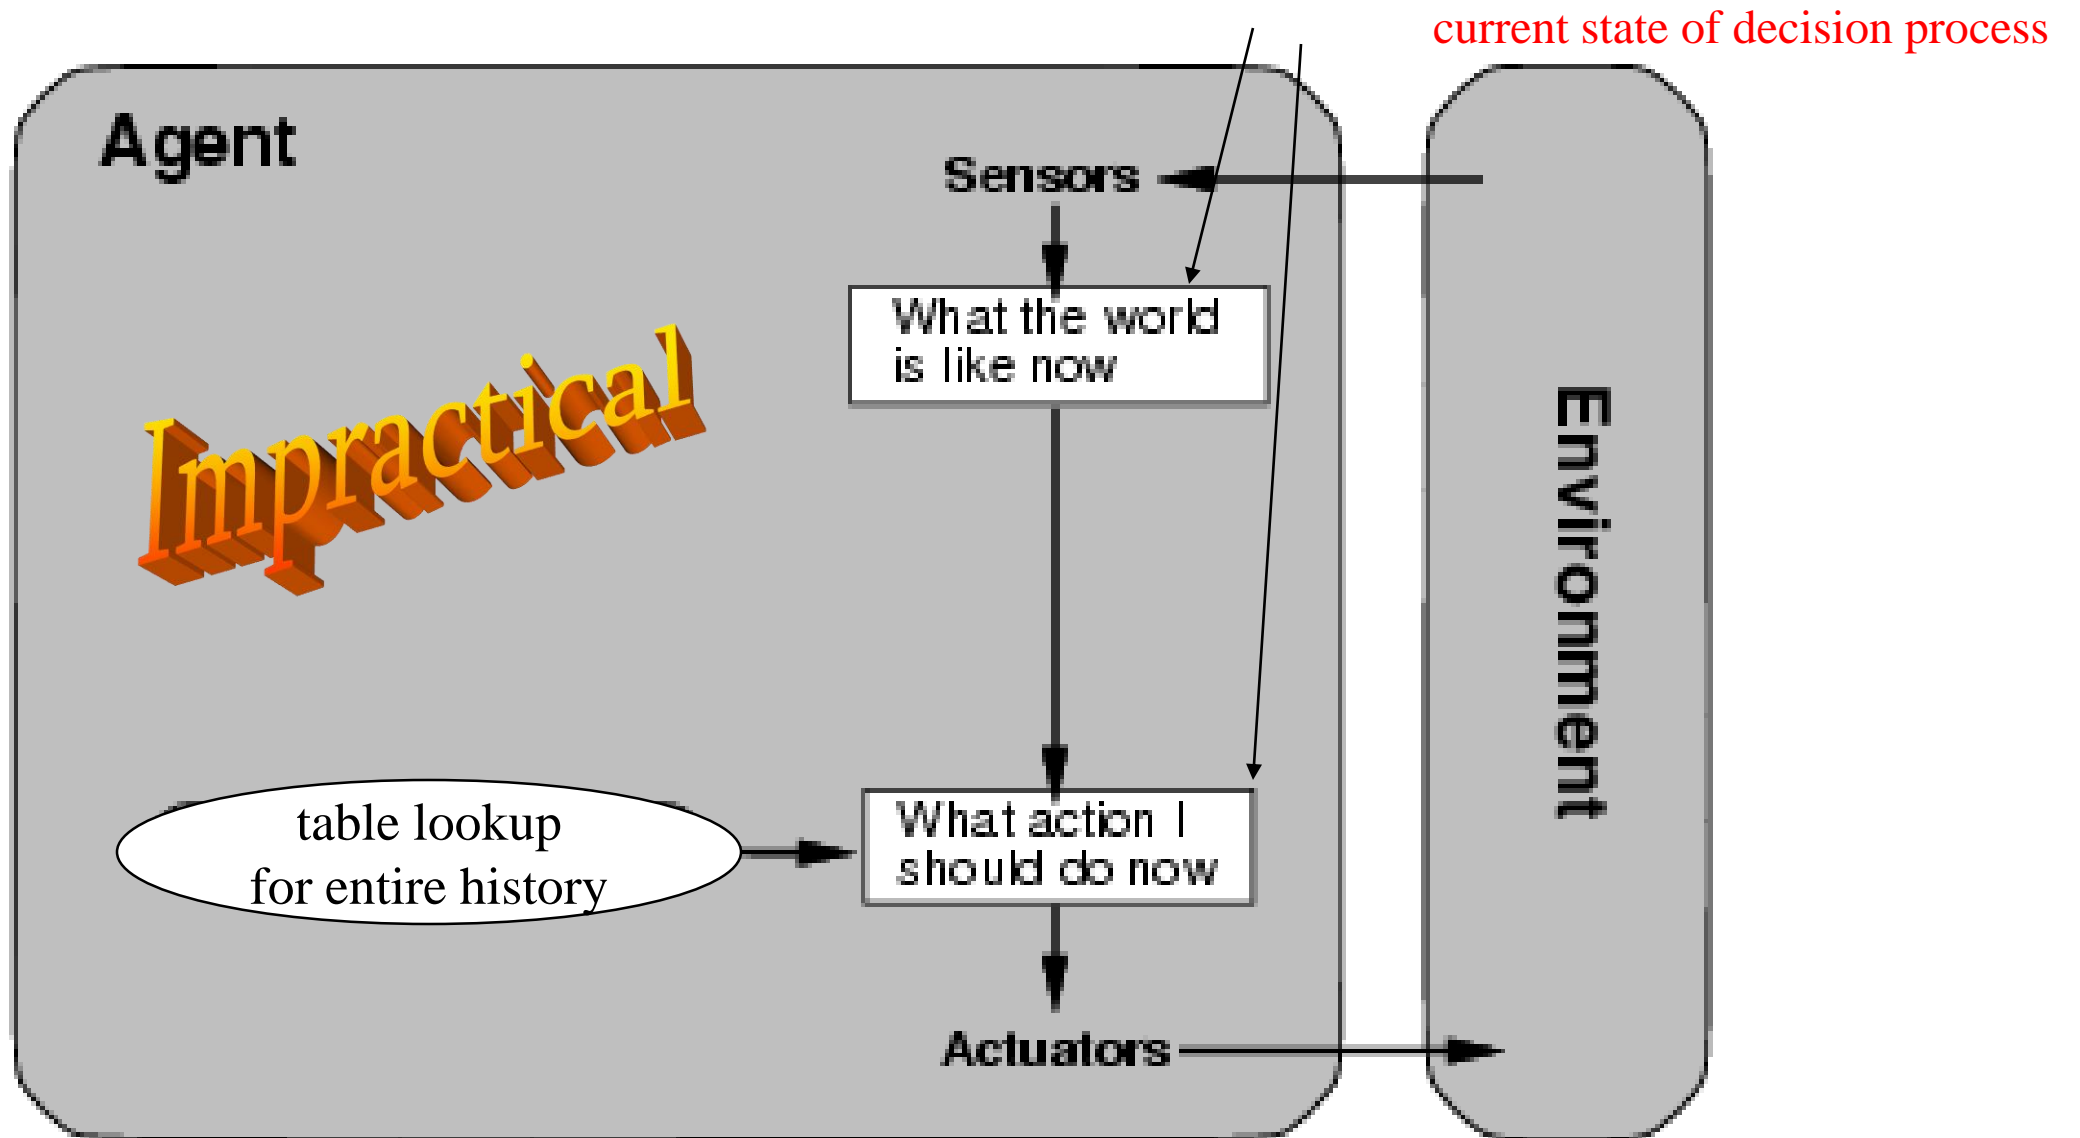 current state of decision process
Agent
Sensors
What the world
is like now
Impractical
Environment
table lookup
for entire history
What action I
should do now
Actuators